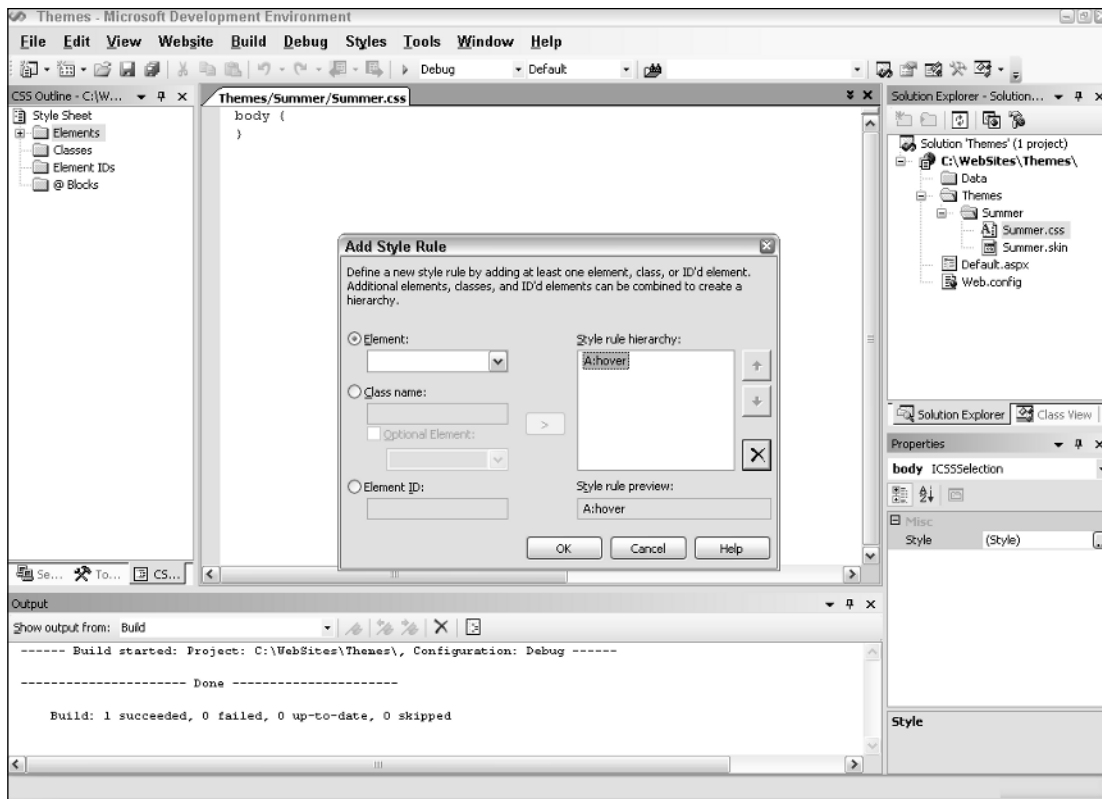 Themes - Microsoft Development Environment
File Edit View Website Build Debug Styles Tools Window Help
Debug Default
CSS Outline - C:\W...
Style Sheet
Elements
Classes
Element IDs
@ Blocks
Themes/Summer/Summer.css
body {
}
Add Style Rule
Define a new style rule by adding at least one element, class, or ID'd element.
Additional elements, classes, and ID'd elements can be combined to create a
hierarchy.
Element:
Class name:
Optional Element:
Element ID:
>
Style rule hierarchy:
A:hover
Style rule preview:
A:hover
OK Cancel Help
Solution Explorer - Solution...
Solution 'Themes' (1 project)
C:\WebSites\Themes\
Data
Themes
Summer
Summer.css
Summer.skin
Default.aspx
Web.config
Solution Explorer Class View
Properties
body ICSSSelection
Misc
Style (Style)
Style
Se... To... CS...
Output
Show output from: Build
------ Build started: Project: C:\WebSites\Themes\, Configuration: Debug ------
---------------------- Done ----------------------
Build: 1 succeeded, 0 failed, 0 up-to-date, 0 skipped